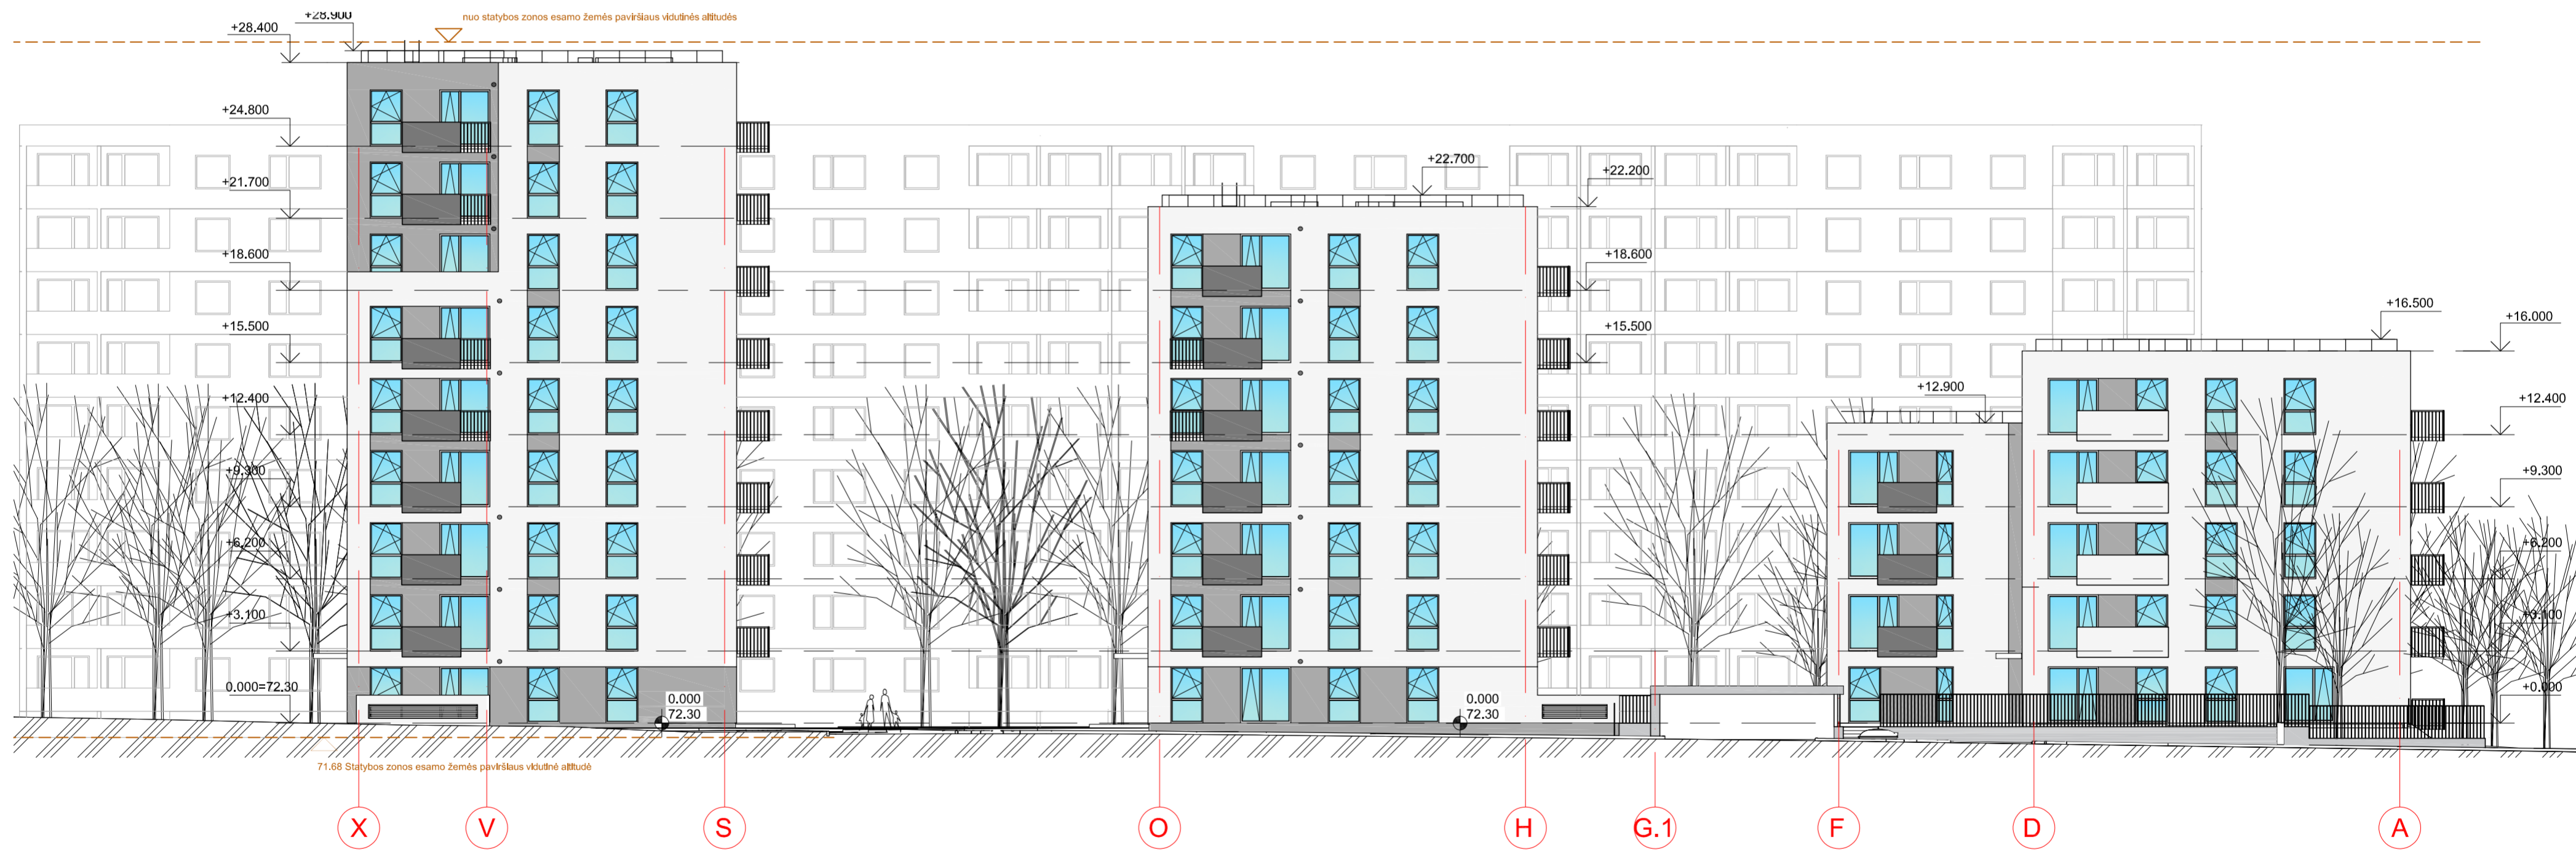 +28.900
nuo statybos zonos esamo žemės paviršiaus vidutinės altitudės
+28.400
+24.800
+22.700
+22.200
+21.700
+18.600
+18.600
+15.500
+15.500
+16.500
+16.000
+12.400
+12.900
+12.400
+9.300
+9.300
+6.200
+6.200
+3.100
+3.100
0.000=72.30
0.000
72.30
0.000
72.30
+0.000
71.68 Statybos zonos esamo žemės paviršiaus vidutinė altitudė
X
V
S
O
H
G.1
F
D
A